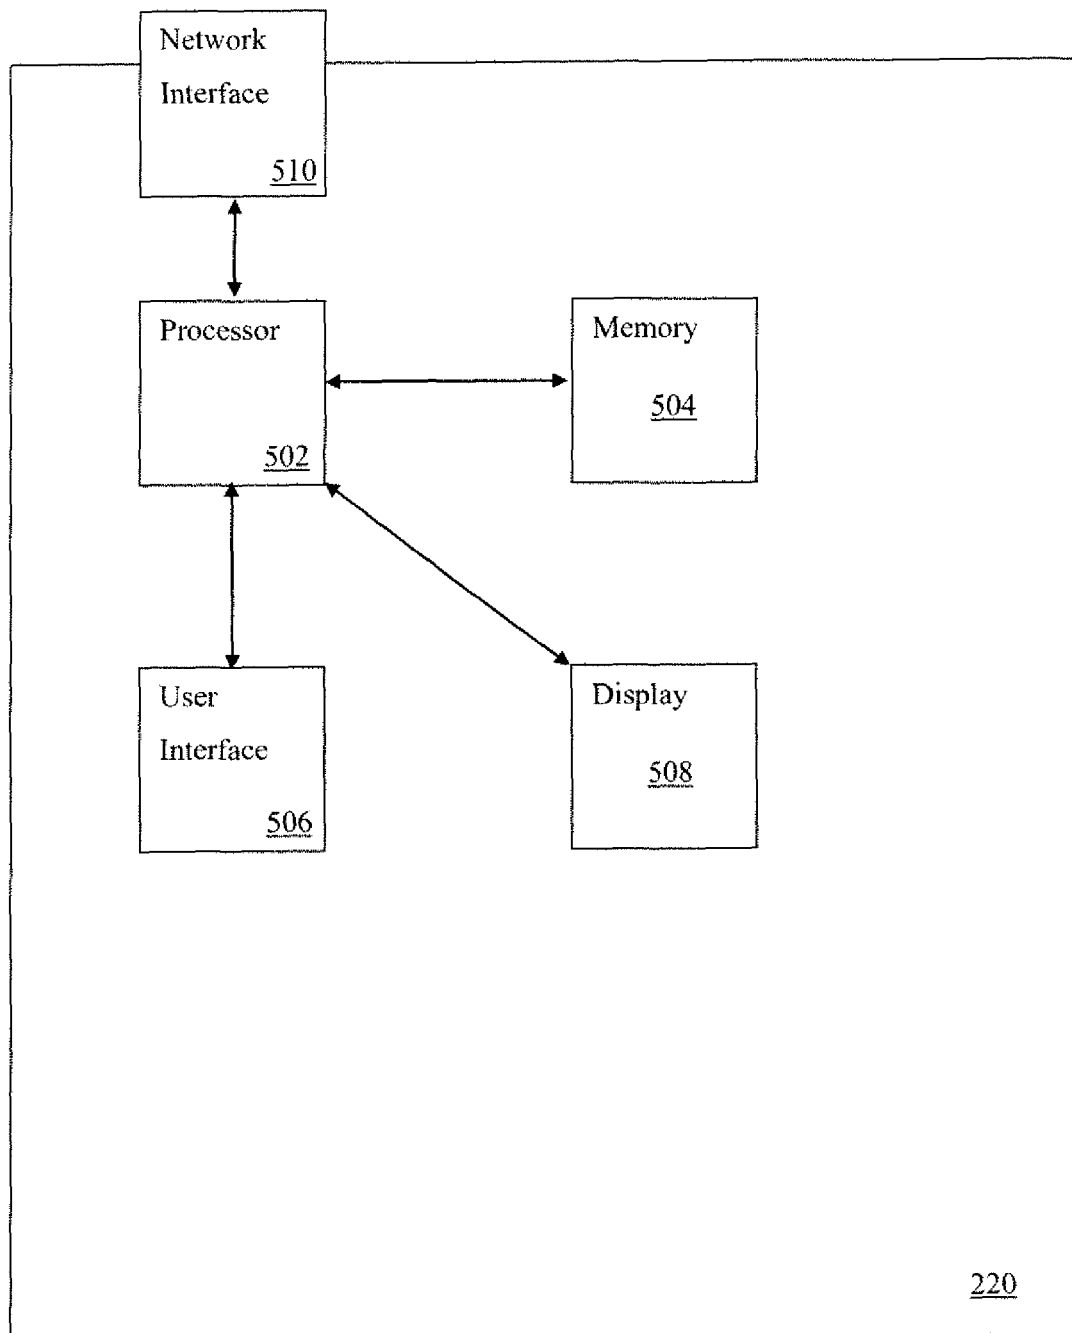 Network
Interface
510
Processor
502
Memory
504
User
Interface
506
Display
508
220